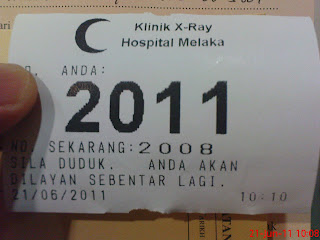 Klinik X-Ray
Hospital Melaka
ANDA:
2011
NO. SEKARANG: 2008
SILA DUDUK. ANDA AKAN
DILAYAN SEBENTAR LAGI.
21/06/2011 10:10